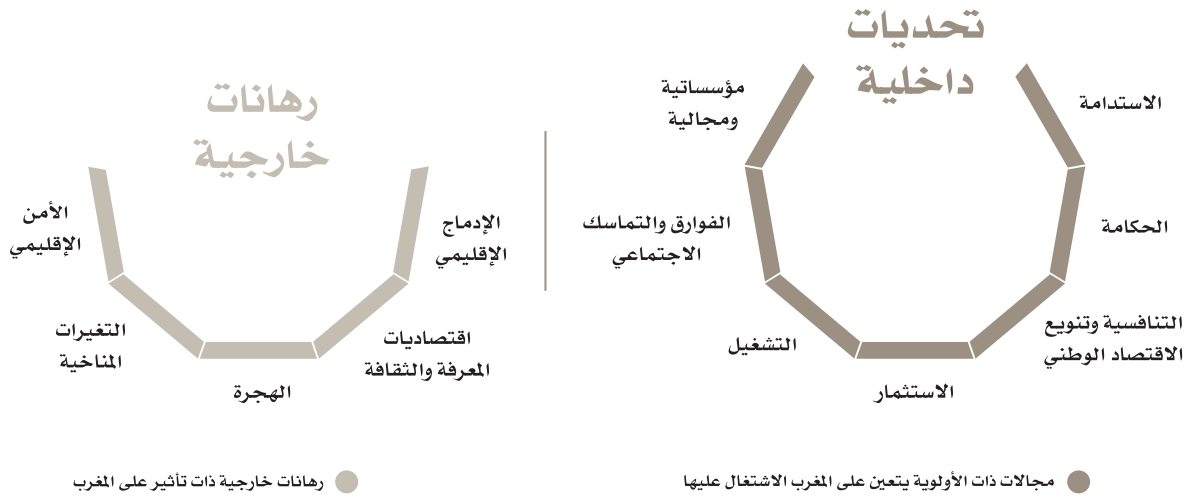 تحديات
داخلية
الاستدامة
الحكامة
التنافسية وتنويع
الاقتصاد الوطني
الاستثمار
التشغيل
الفوارق والتماسك
الاجتماعي
مؤسساتية
ومجالية
رهانات
خارجية
الإدماج
الإقليمي
اقتصاديات
المعرفة والثقافة
الهجرة
التغيرات
المناخية
الأمن
الإقليمي
مجالات ذات الأولوية يتعين على المغرب الاشتغال عليها
رهانات خارجية ذات تأثير على المغرب